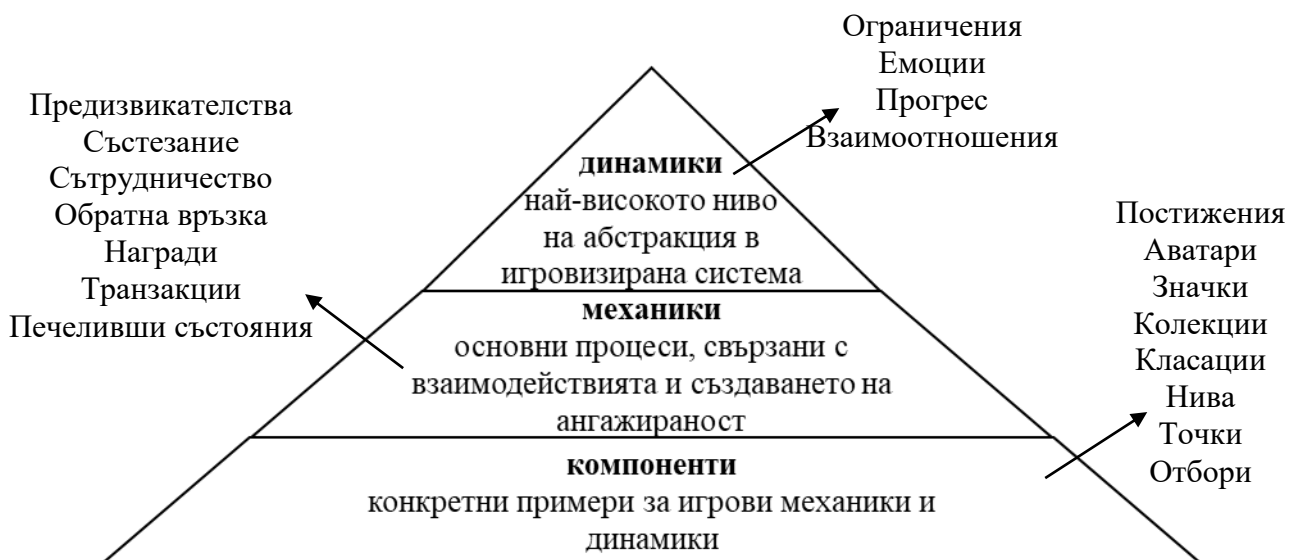 Ограничения
Емоции
Прогрес
Взаимоотношения
Предизвикателства
Състезание
Сътрудничество
Обратна връзка
Награди
Транзакции
Печеливши състояния
динамики
най-високото ниво
на абстракция в
игровизирана система
механики
основни процеси, свързани с
взаимодействията и създаването на
ангажираност
Постижения
Аватари
Значки
Колекции
Класации
Нива
Точки
Отбори
компоненти
конкретни примери за игрови механики и
динамики